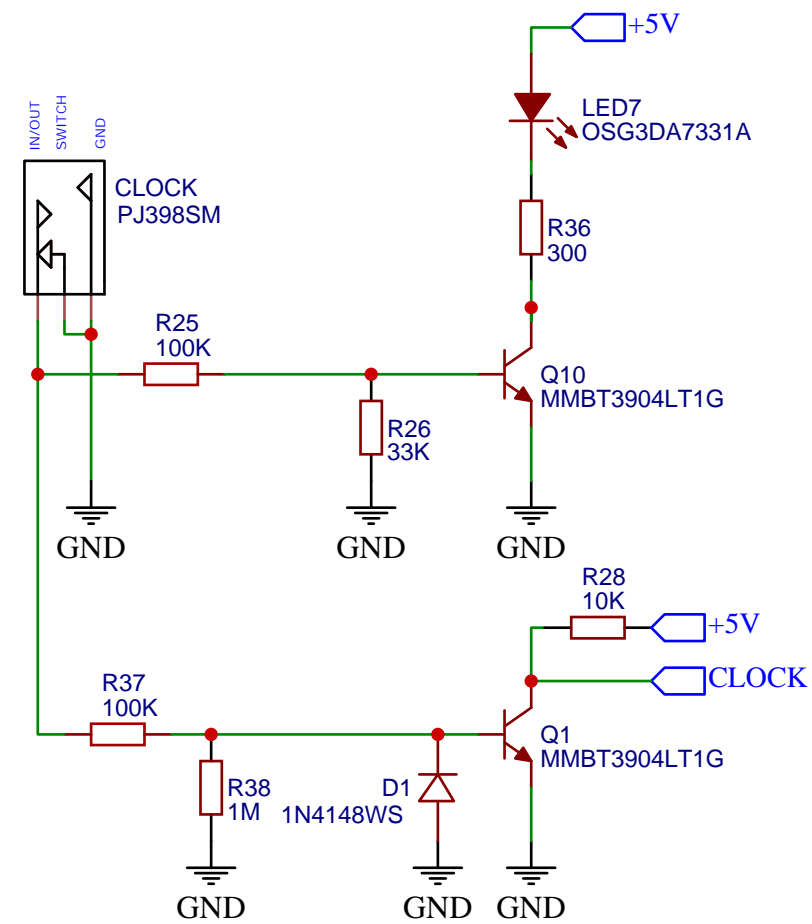 +5V
IN/OUT
SWITCH
GND
LED7
OSG3DA7331A
CLOCK
PJ398SM
R36
300
R25
100K
Q10
MMBT3904LT1G
R26
33K
GND
GND
GND
R28
10K
+5V
CLOCK
R37
100K
Q1
MMBT3904LT1G
R38
1M
D1
1N4148WS
GND
GND
GND